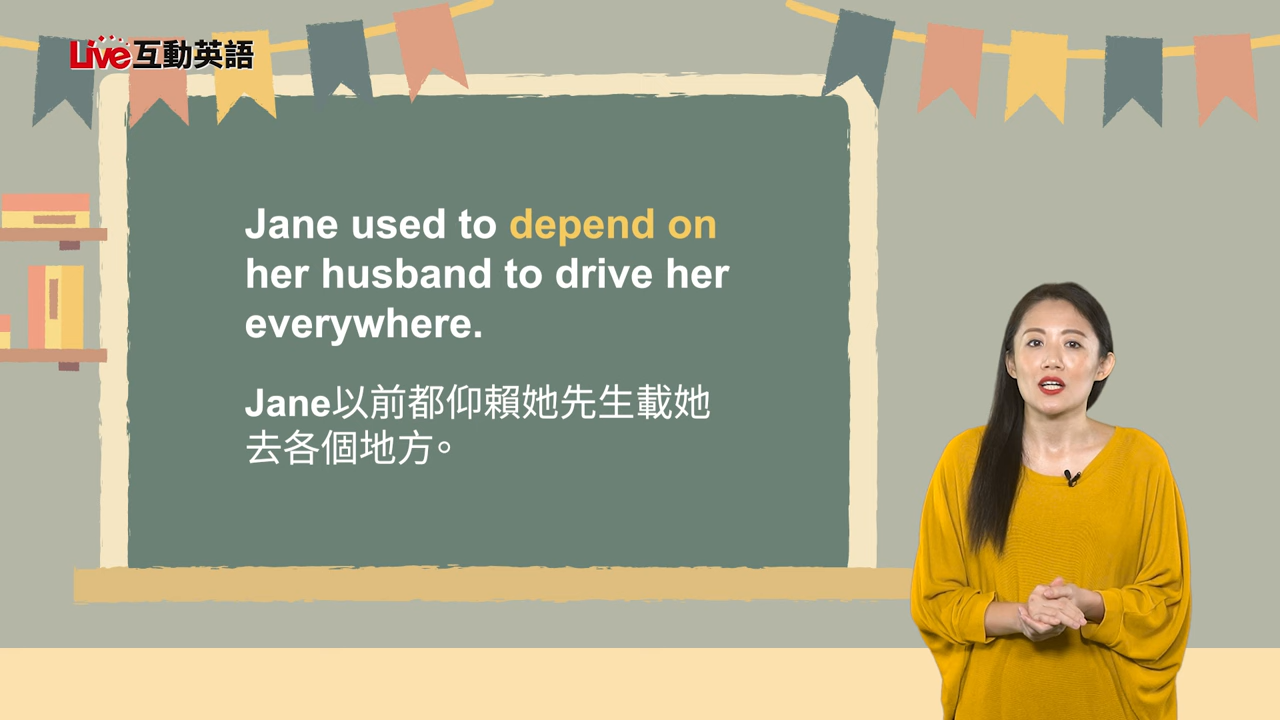 Live互動英語
Jane used to depend on
her husband to drive her
everywhere.
Jane以前都仰賴她先生載她
去各個地方。